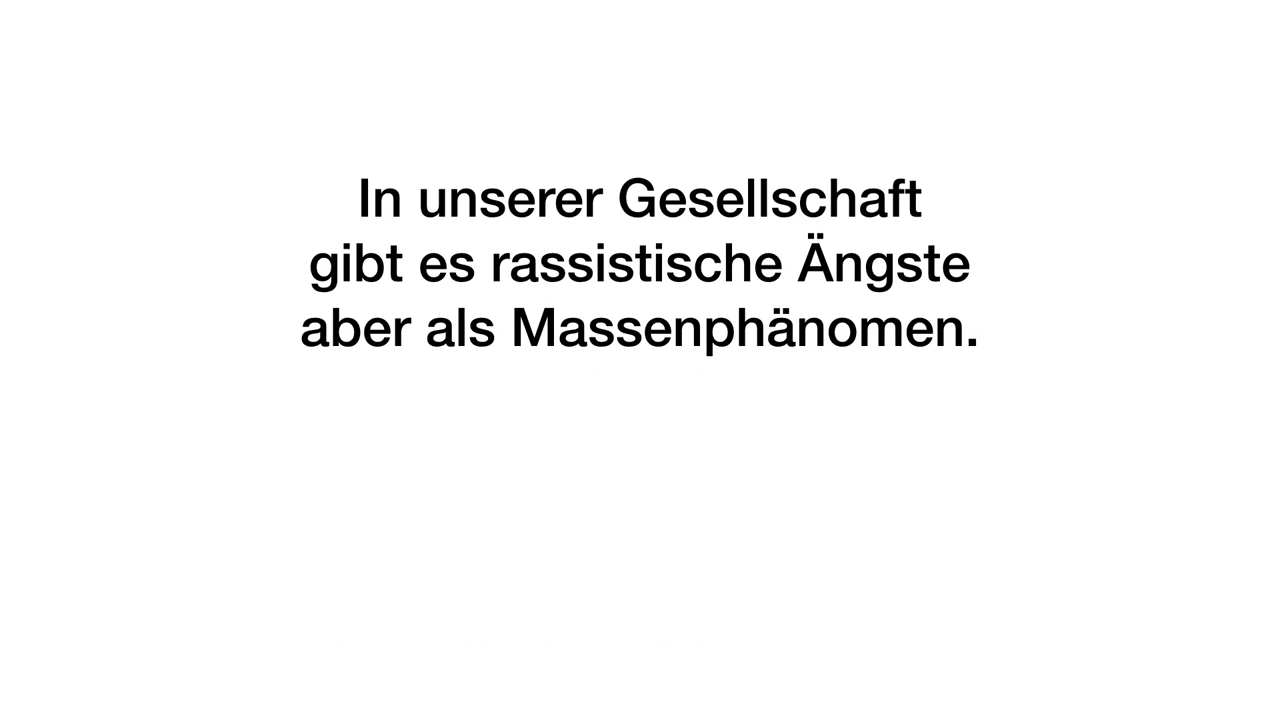 In unserer Gesellschaft
gibt es rassistische Ängste
aber als Massenphänomen.